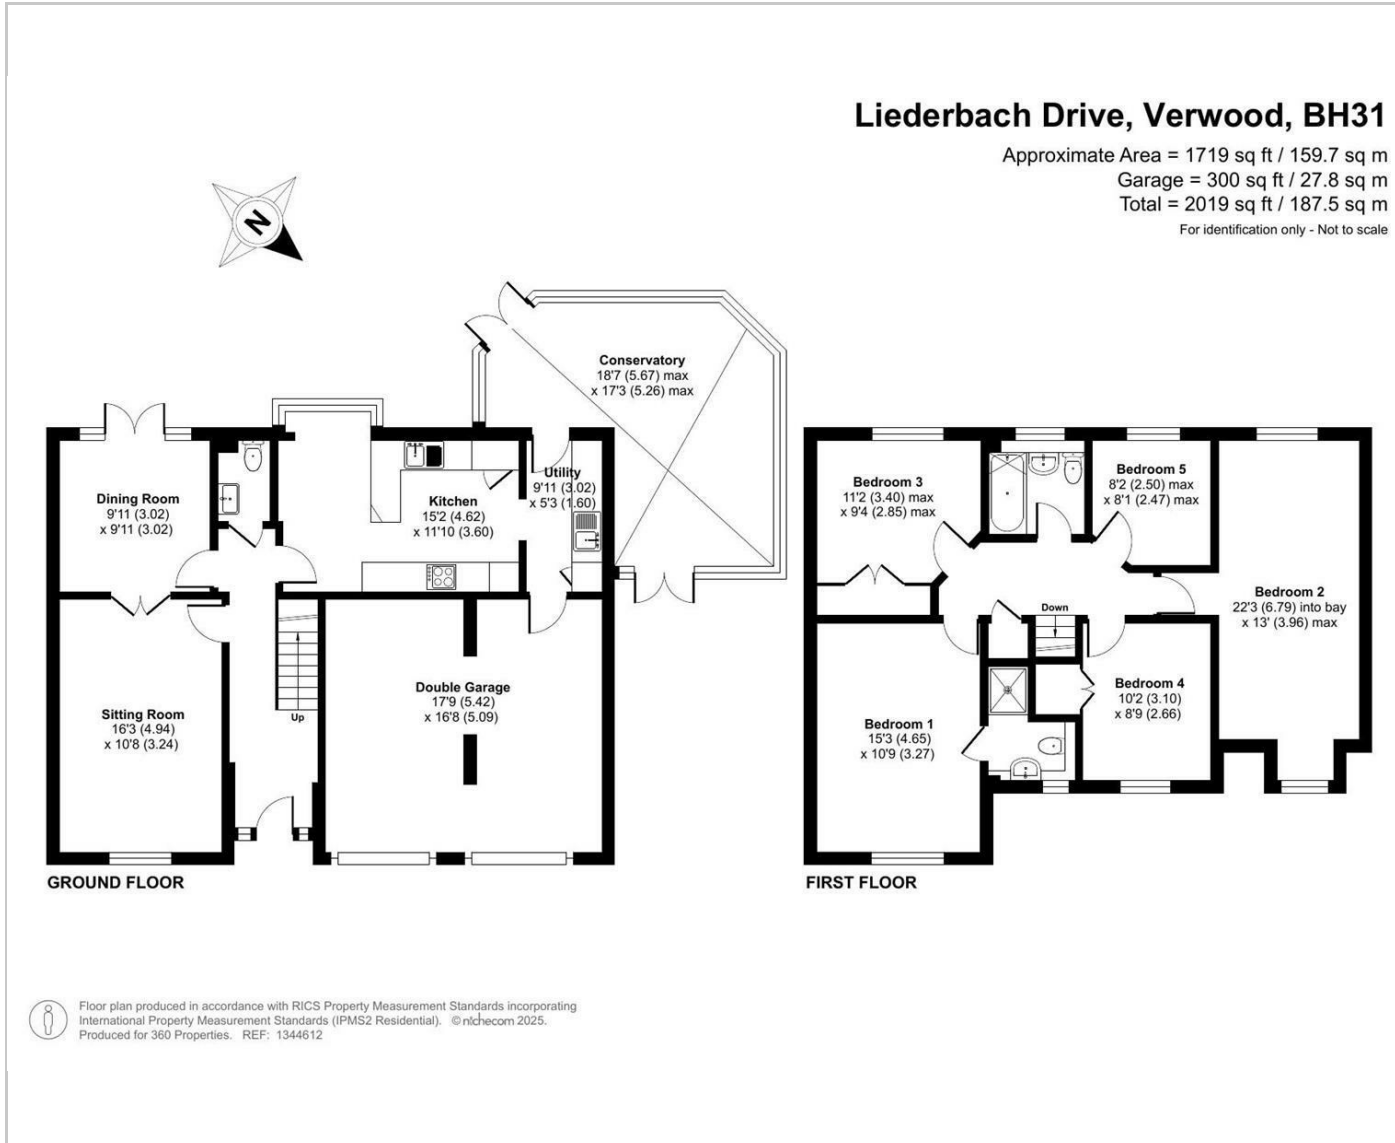 Liederbach Drive, Verwood, BH31
Approximate Area = 1719 sq ft / 159.7 sq m
Garage = 300 sq ft / 27.8 sq m
Total = 2019 sq ft / 187.5 sq m
For identification only - Not to scale
N
Conservatory
18'7 (5.67) max
x 17'3 (5.26) max
Dining Room
9'11 (3.02)
x 9'11 (3.02)
Kitchen
15'2 (4.62)
x 11'10 (3.60)
Utility
9'11 (3.02)
x 5'3 (1.60)
Sitting Room
16'3 (4.94)
x 10'8 (3.24)
Up
Double Garage
17'9 (5.42)
x 16'8 (5.09)
GROUND FLOOR
Bedroom 3
11'2 (3.40) max
x 9'4 (2.85) max
Bedroom 5
8'2 (2.50) max
x 8'1 (2.47) max
Bedroom 2
22'3 (6.79) into bay
x 13' (3.96) max
Down
Bedroom 1
15'3 (4.65)
x 10'9 (3.27)
Bedroom 4
10'2 (3.10)
x 8'9 (2.66)
FIRST FLOOR
Floor plan produced in accordance with RICS Property Measurement Standards incorporating
International Property Measurement Standards (IPMS2 Residential). © nichecom 2025.
Produced for 360 Properties. REF: 1344612